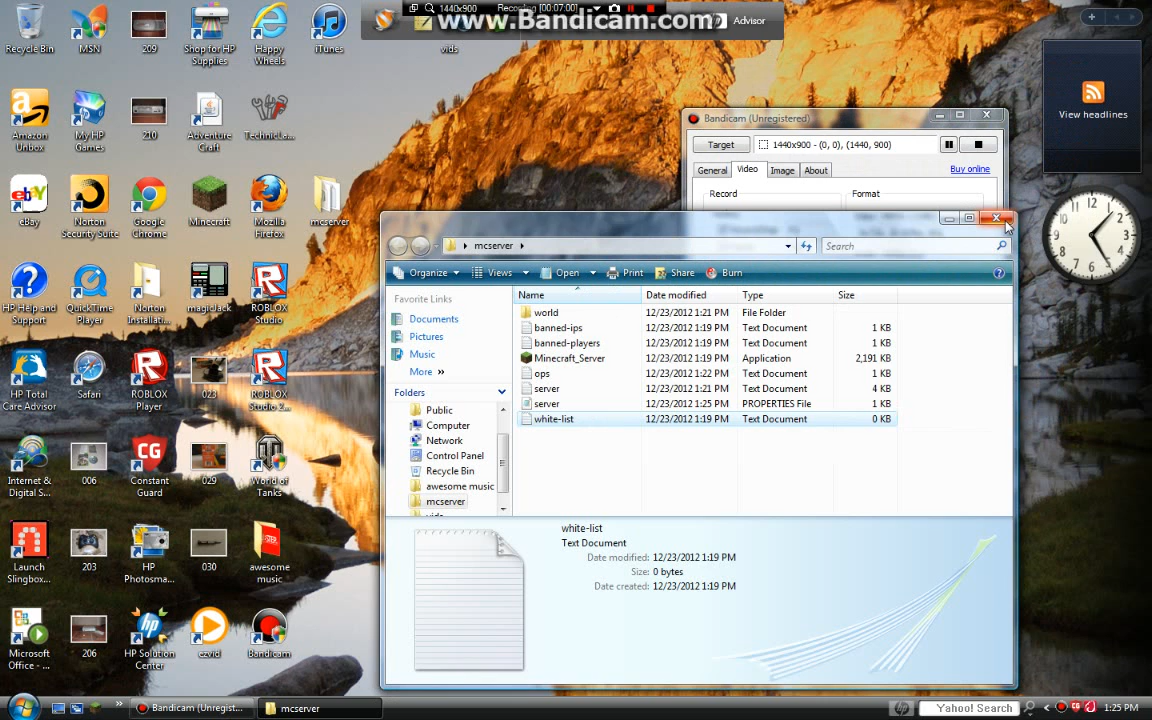 1440x900 Recording [00:07:00]
www.Bandicam.com
Advisor
vids
Recycle Bin
MSN
209
Shop for HP
Supplies
Happy
Wheels
iTunes
Amazon
Unbox
My HP
Games
210
Adventure
Craft
TechnicLa...
eBay
Norton
Security Suite
Google
Chrome
Minecraft
Mozilla
Firefox
mcserver
HP Help and
Support
QuickTime
Player
Norton
Installati...
magicJack
ROBLOX
Studio
HP Total
Care Advisor
Safari
ROBLOX
Player
023
ROBLOX
Studio 2...
Internet &
Digital S...
006
Constant
Guard
029
World of
Tanks
Launch
Slingbox...
203
HP
Photosma...
030
awesome
music
Microsoft
Office - ...
206
HP Solution
Center
ezvid
Bandicam
View headlines
Bandicam (Unregistered)
Target
1440x900 - (0, 0), (1440, 900)
General Video Image About
Buy online
Record Format
mcserver
Search
Organize Views Open Print Share Burn
Favorite Links
Documents
Pictures
Music
More »
Folders
Public
Computer
Network
Control Panel
Recycle Bin
awesome music
mcserver
Name Date modified Type Size
world 12/23/2012 1:21 PM File Folder
banned-ips 12/23/2012 1:19 PM Text Document 1 KB
banned-players 12/23/2012 1:19 PM Text Document 1 KB
Minecraft_Server 12/23/2012 1:19 PM Application 2,191 KB
ops 12/23/2012 1:22 PM Text Document 1 KB
server 12/23/2012 1:21 PM Text Document 4 KB
server 12/23/2012 1:25 PM PROPERTIES File 1 KB
white-list 12/23/2012 1:19 PM Text Document 0 KB
white-list
Text Document
Date modified: 12/23/2012 1:19 PM
Size: 0 bytes
Date created: 12/23/2012 1:19 PM
Bandicam (Unregist...
mcserver
Yahoo! Search
1:25 PM